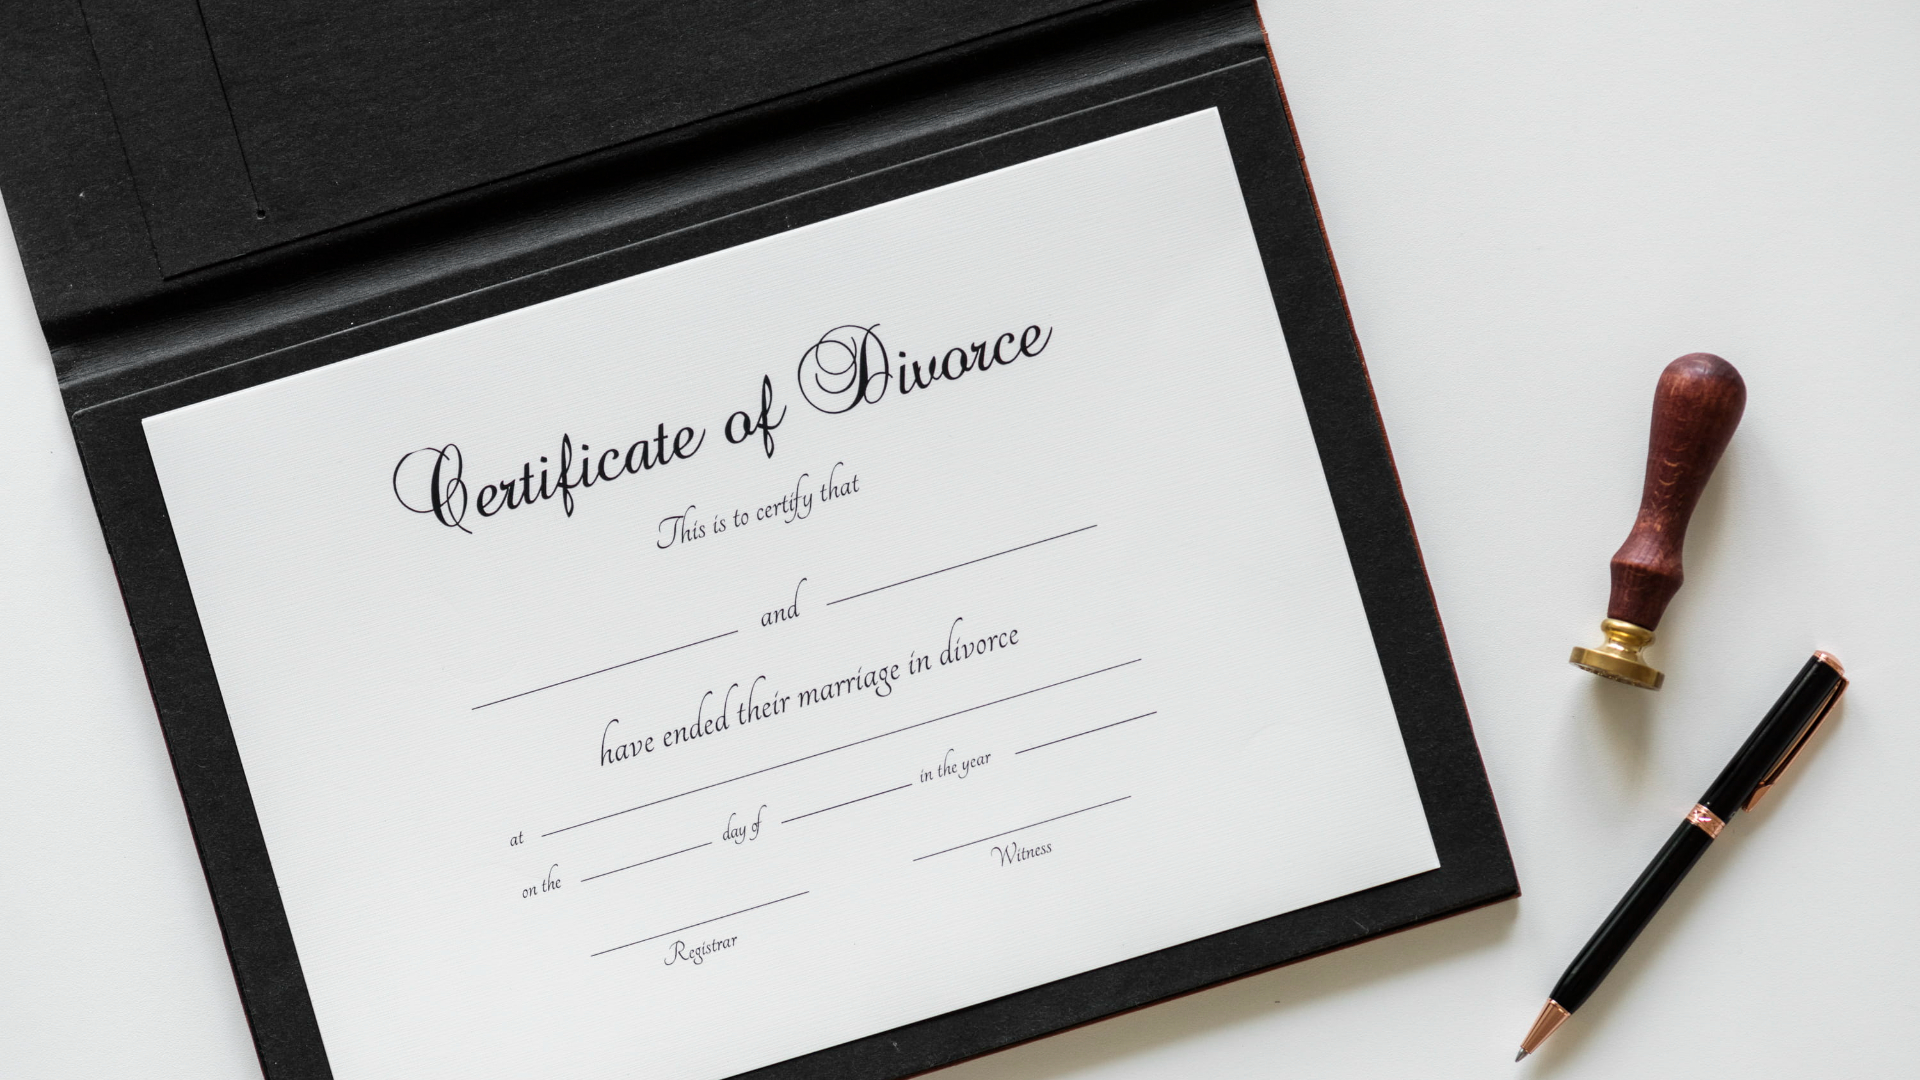 Certificate of Divorce
This is to certify that
and
have ended their marriage in divorce
at
on the day of in the year
Registrar Witness